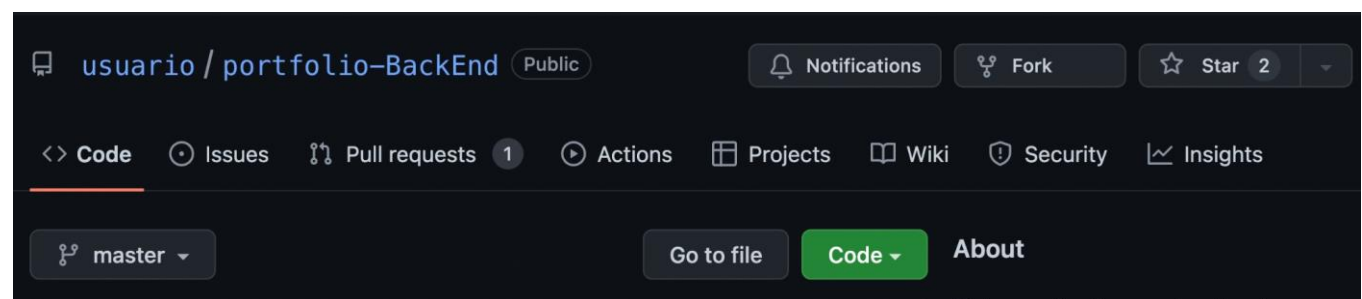 usuario / portfolio-BackEnd Public Notifications Fork Star 2
<> Code Issues Pull requests 1 Actions Projects Wiki Security Insights
master Go to file Code About